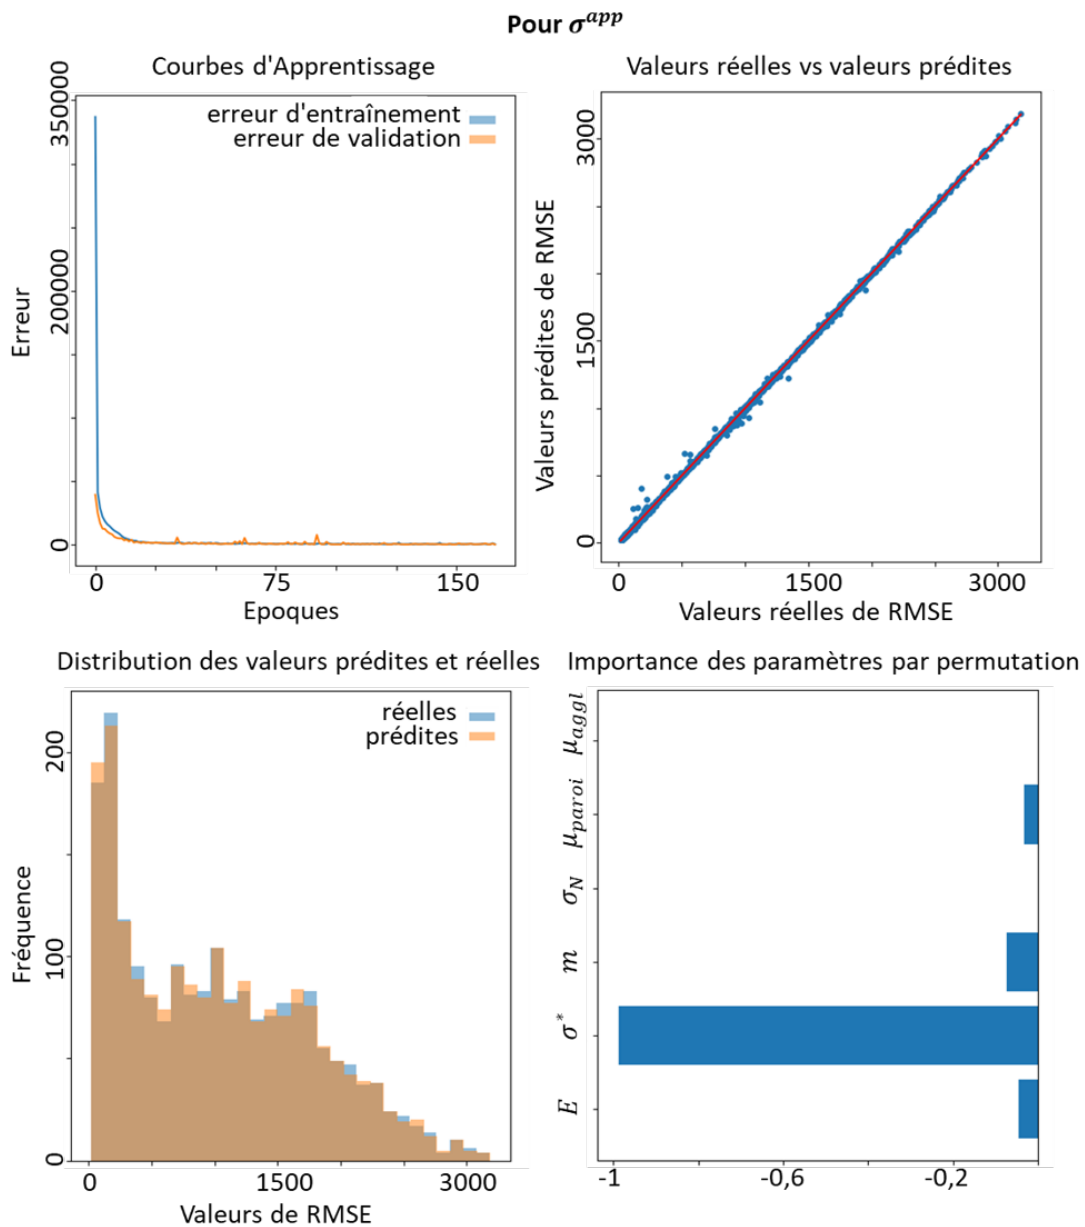 Pour σ^app
Courbes d'Apprentissage
350000
200000
0
Erreur
erreur d'entraînement
erreur de validation
0 75 150
Epoques
Valeurs réelles vs valeurs prédites
3000
1500
0
Valeurs prédites de RMSE
0 1500 3000
Valeurs réelles de RMSE
Distribution des valeurs prédites et réelles
200
100
0
Fréquence
réelles
prédites
0 1500 3000
Valeurs de RMSE
Importance des paramètres par permutation
μ_aggl
μ_paroi
σ_N
m
σ*
E
-1 -0,6 -0,2